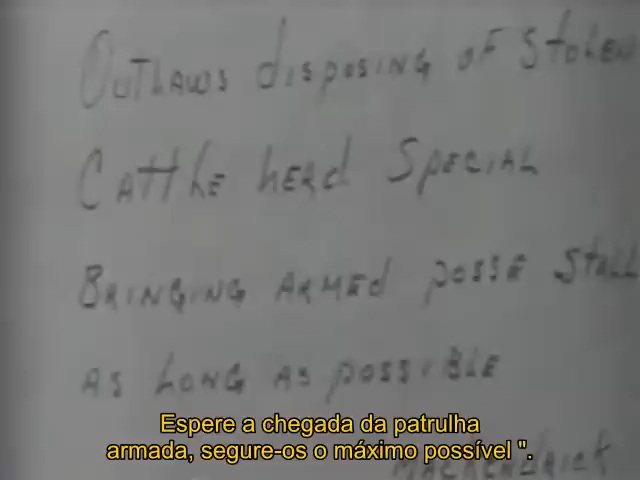 Outlaws disposing of stolen
Cattle herd special
Bringing armed posse stall
as long as possible
Mackendrick
Espere a chegada da patrulha
armada, segure-os o máximo possível ".